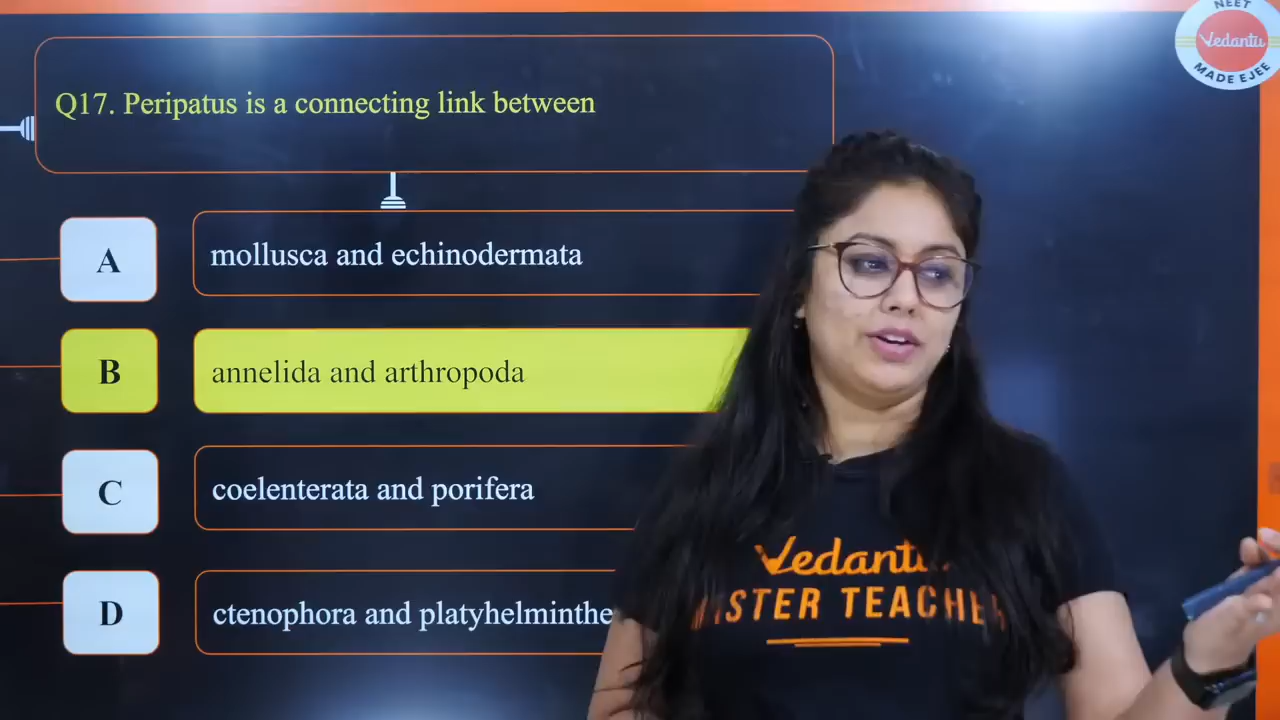 NEET
Vedantu
MADE EJEE
Q17. Peripatus is a connecting link between
A
mollusca and echinodermata
B
annelida and arthropoda
C
coelenterata and porifera
D
ctenophora and platyhelminthe
Vedantu
TEACHE